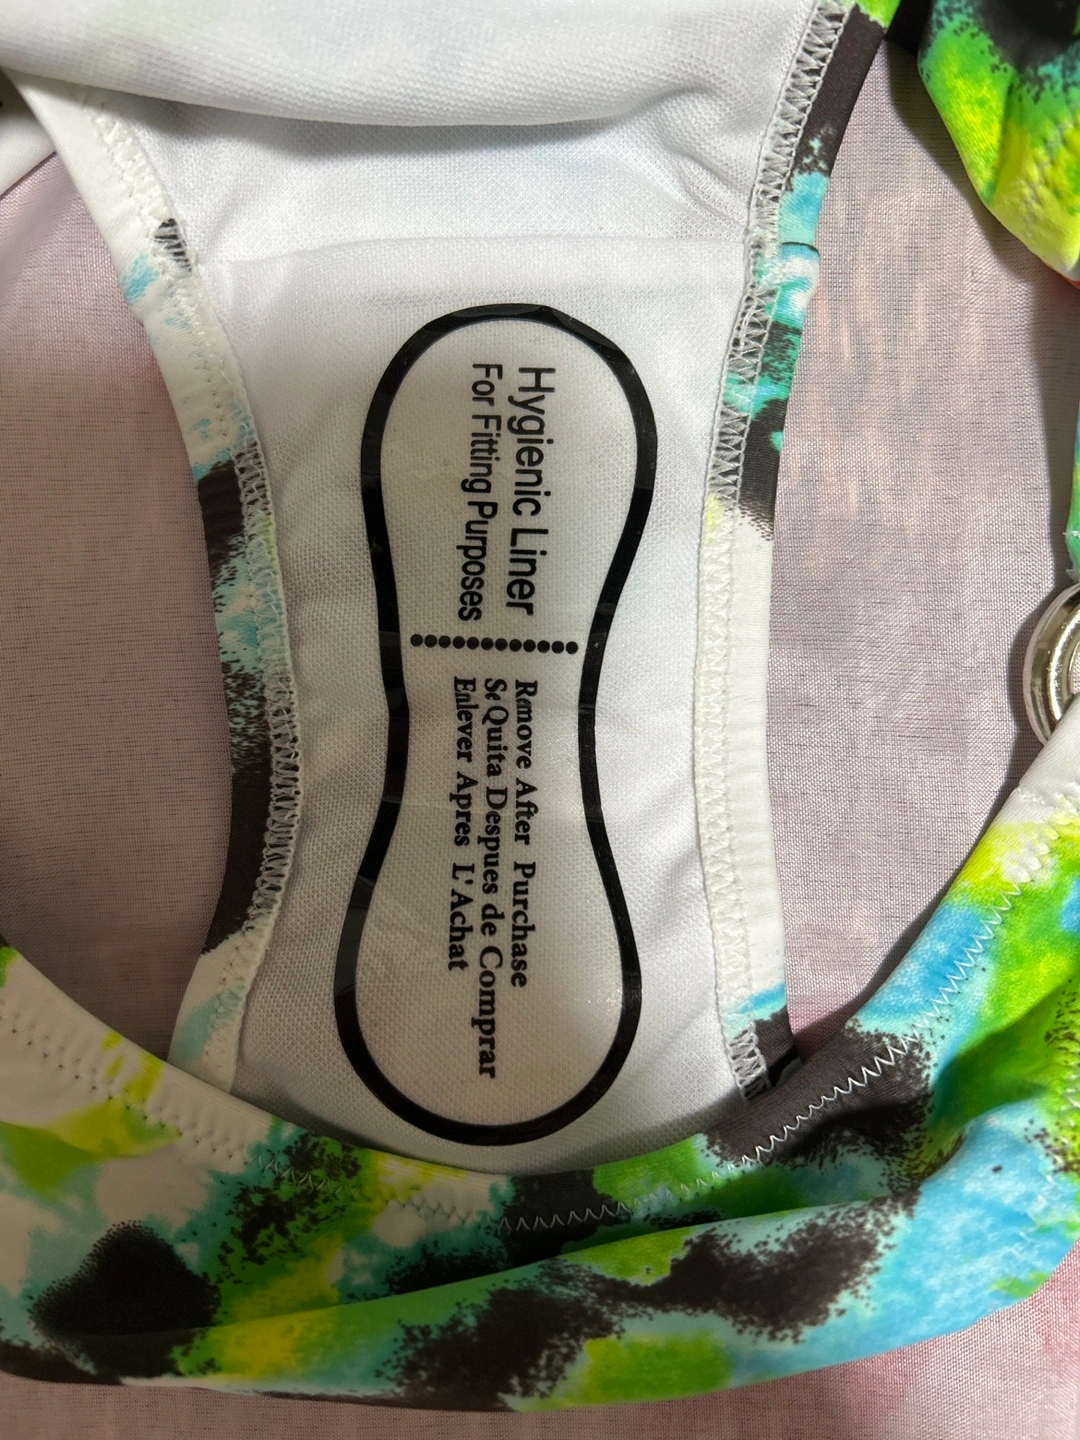 Hygienic Liner
For Fitting Purposes
Remove After Purchase
Se Quita Despues de Comprar
Enlever Apres L'Achat